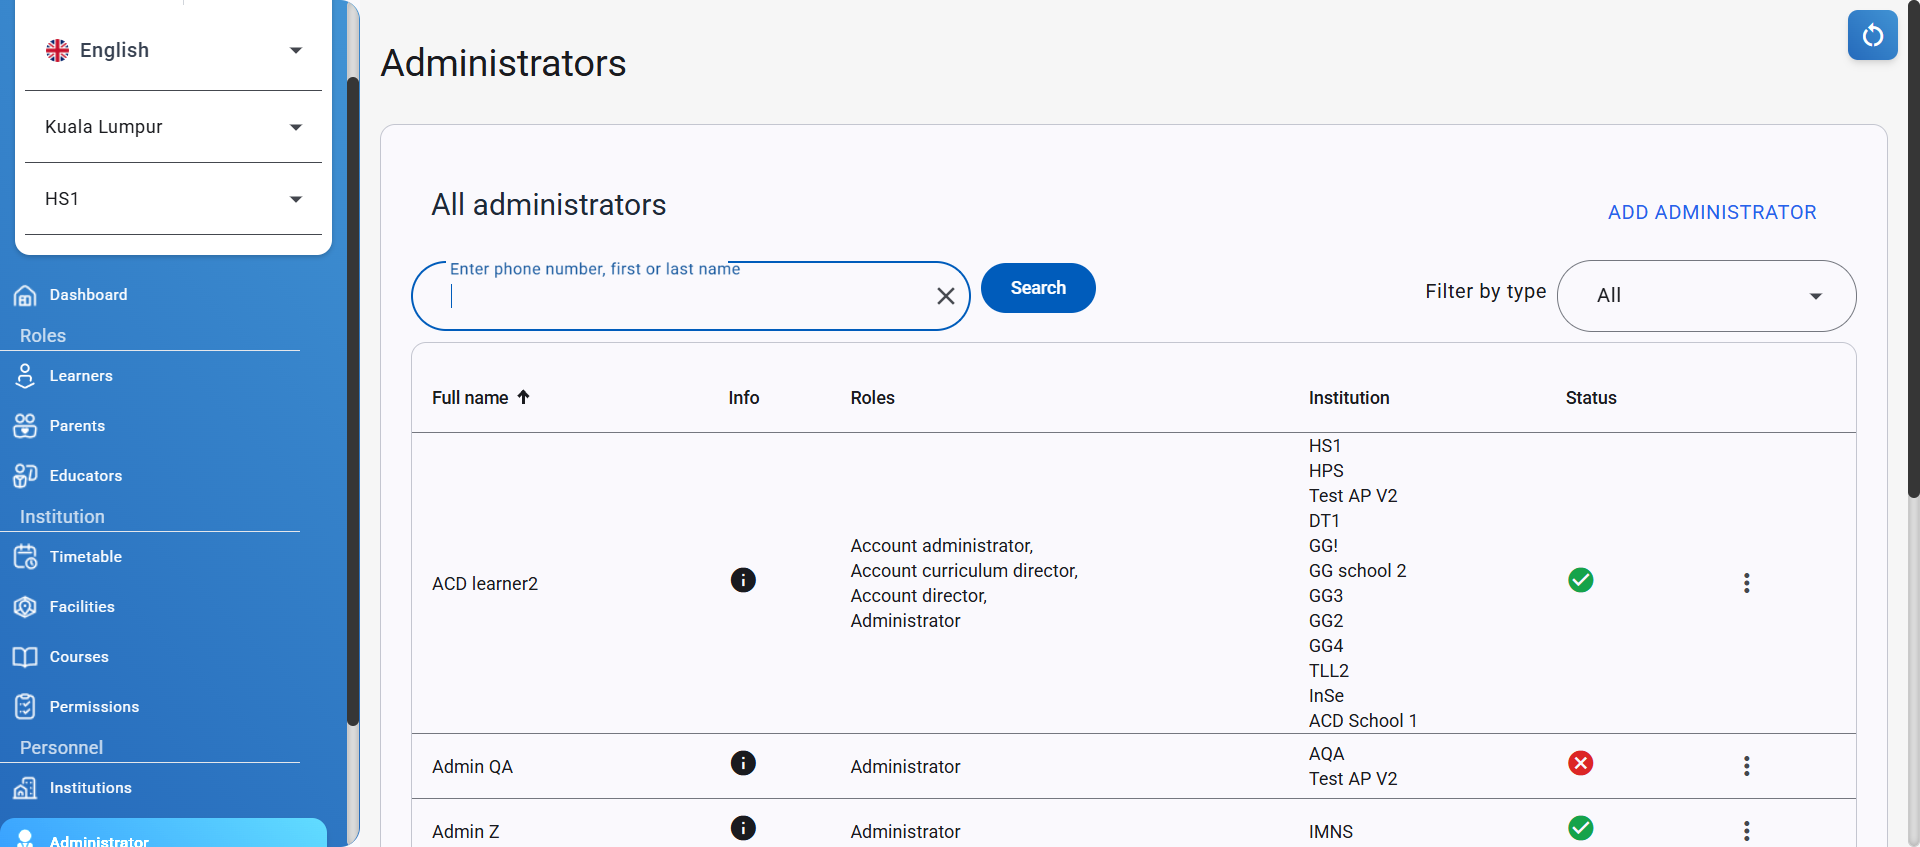 English
Kuala Lumpur
HS1
Dashboard
Roles
Learners
Parents
Educators
Institution
Timetable
Facilities
Courses
Permissions
Personnel
Institutions
Administrator
Administrators
All administrators
ADD ADMINISTRATOR
Enter phone number, first or last name
Search
Filter by type
All
Full name
Info
Roles
Institution
Status
ACD learner2
Account administrator,
Account curriculum director,
Account director,
Administrator
HS1
HPS
Test AP V2
DT1
GG!
GG school 2
GG3
GG2
GG4
TLL2
InSe
ACD School 1
Admin QA
Administrator
AQA
Test AP V2
Admin Z
Administrator
IMNS